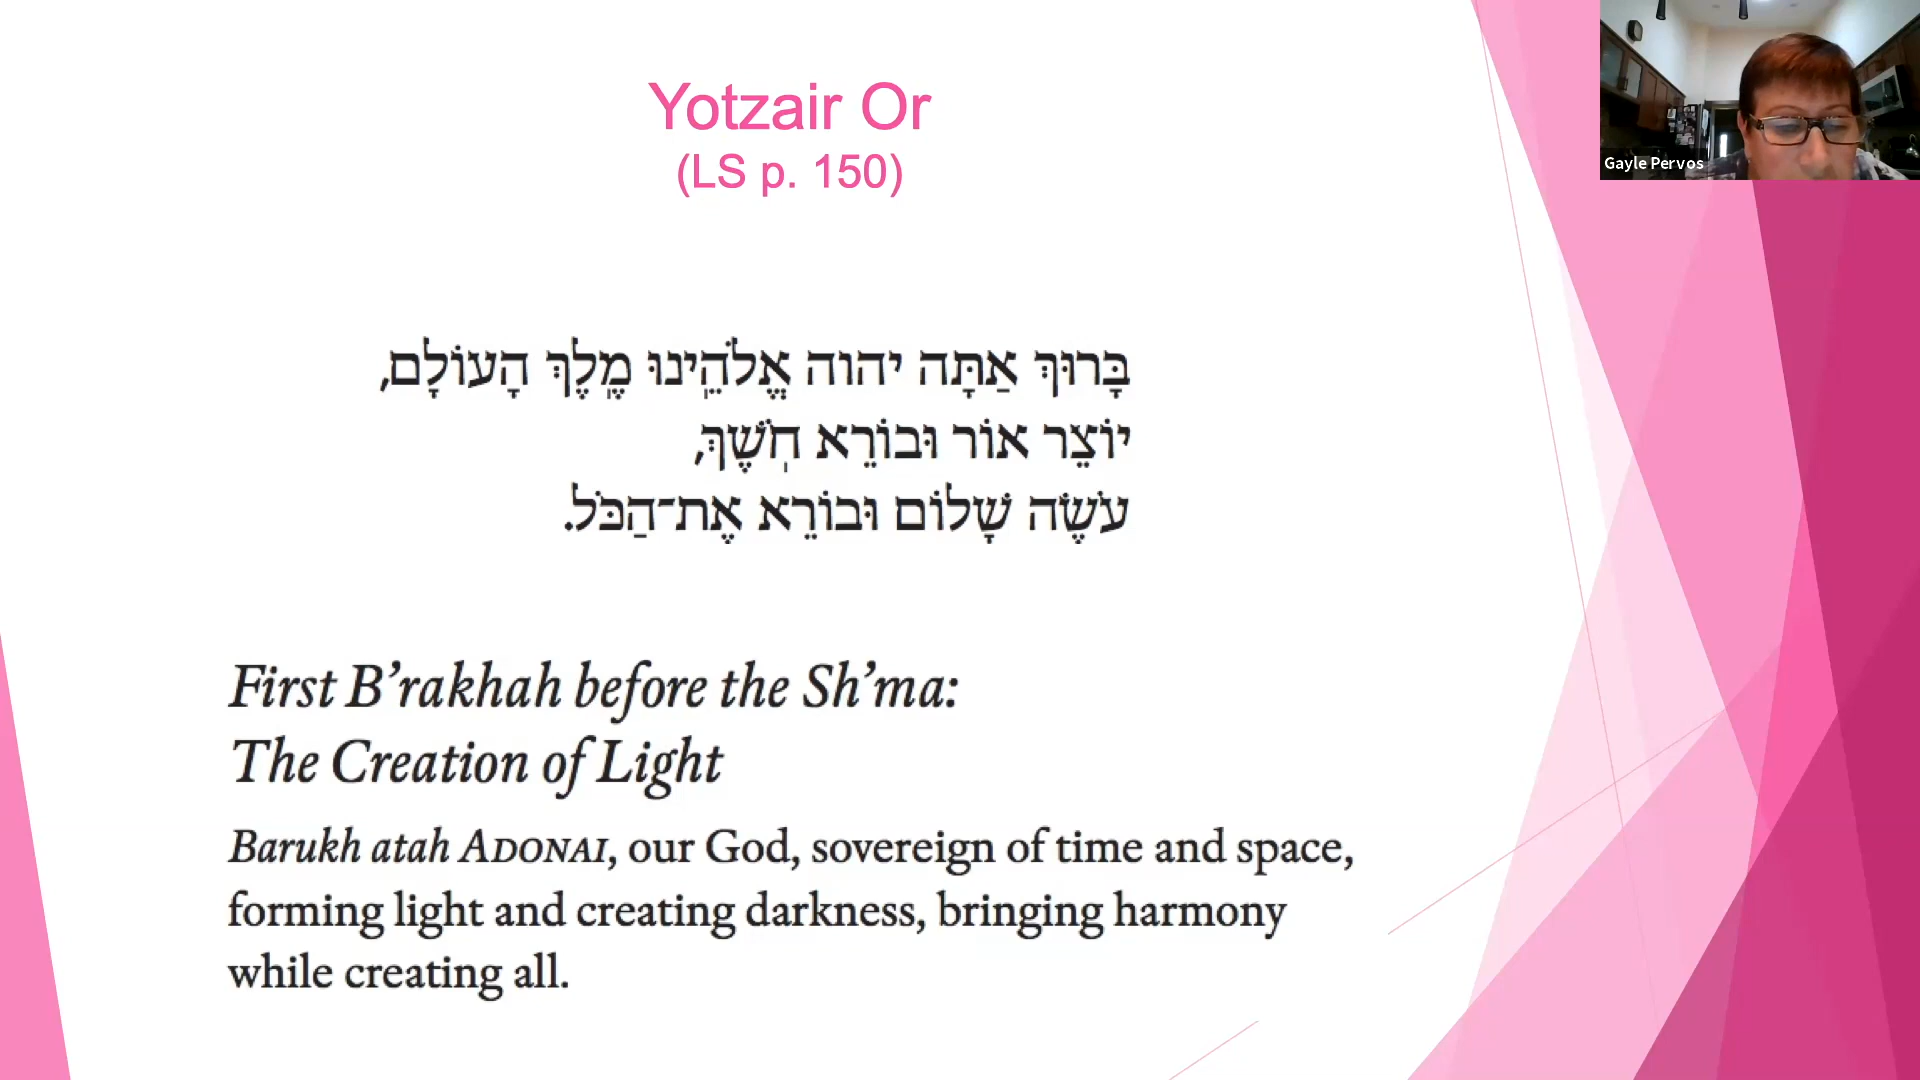 Yotzair Or
(LS p. 150)
Gayle Pervos
בָּרוּךְ אַתָּה יהוה אֱלֹהֵֽינוּ מֶֽלֶךְ הָעוֹלָם,
יוֹצֵר אוֹר וּבוֹרֵא חֹֽשֶׁךְ,
עֹשֶׂה שָׁלוֹם וּבוֹרֵא אֶת־הַכֹּל.
First B’rakhah before the Sh’ma:
The Creation of Light
Barukh atah ADONAI, our God, sovereign of time and space,
forming light and creating darkness, bringing harmony
while creating all.